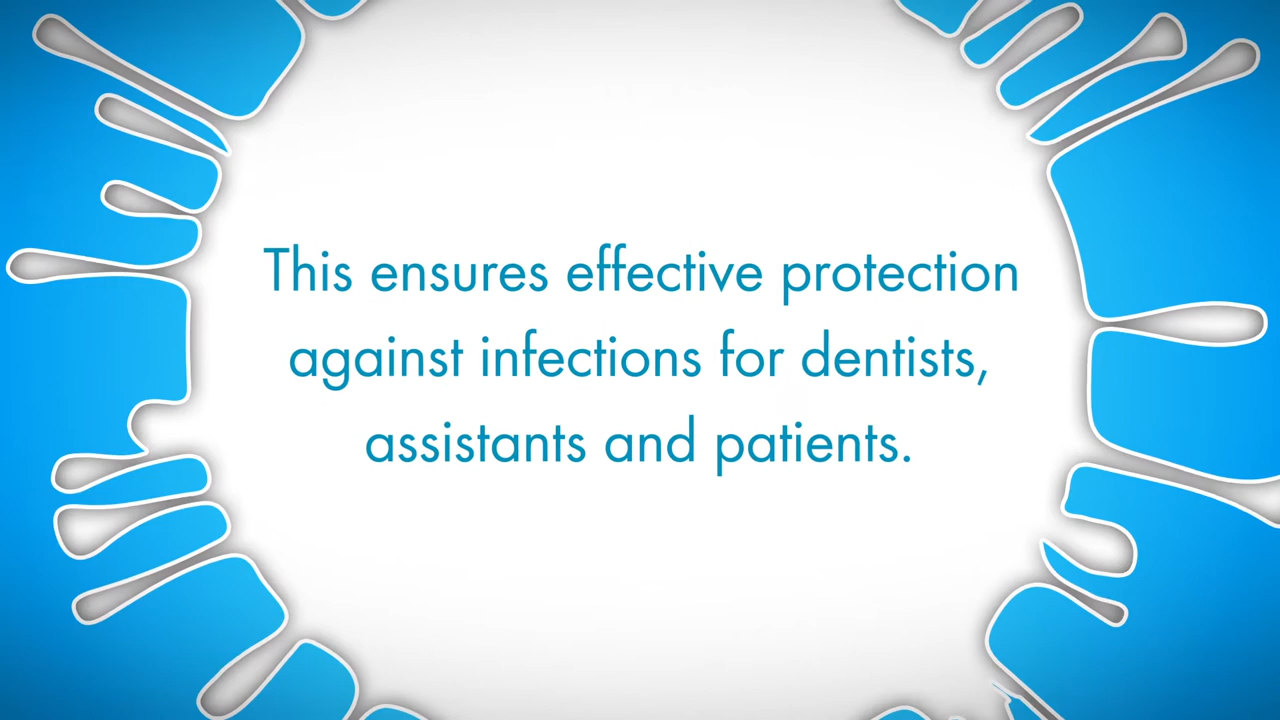 This ensures effective protection
against infections for dentists,
assistants and patients.